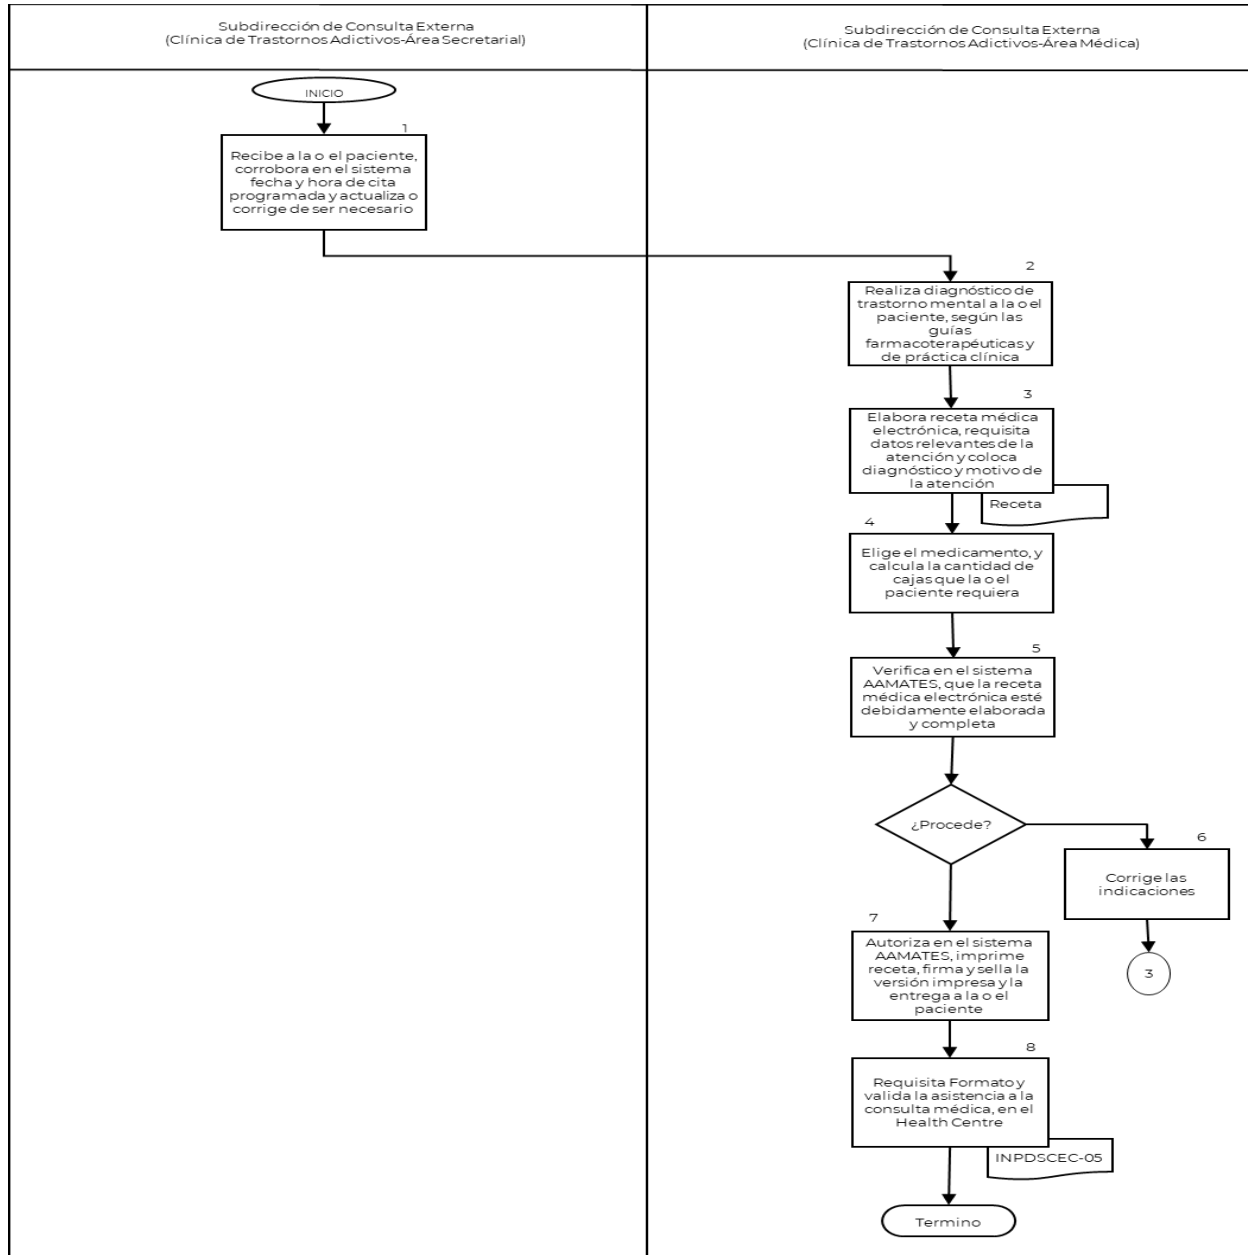 Subdirección de Consulta Externa
(Clínica de Trastornos Adictivos-Área Secretarial)
Subdirección de Consulta Externa
(Clínica de Trastornos Adictivos-Área Médica)
INICIO
1
Recibe a la o el paciente,
corrobora en el sistema
fecha y hora de cita
programada y actualiza o
corrige de ser necesario
2
Realiza diagnóstico de
trastorno mental a la o el
paciente, según las
guías
farmacoterapéuticas y
de práctica clínica
3
Elabora receta médica
electrónica, requisita
datos relevantes de la
atención y coloca
diagnóstico y motivo de
la atención
Receta
4
Elige el medicamento, y
calcula la cantidad de
cajas que la o el
paciente requiera
5
Verifica en el sistema
AAMATES, que la receta
médica electrónica esté
debidamente elaborada
y completa
¿Procede?
6
Corrige las
indicaciones
3
7
Autoriza en el sistema
AAMATES, imprime
receta, firma y sella la
versión impresa y la
entrega a la o el
paciente
8
Requisita Formato y
valida la asistencia a la
consulta médica, en el
Health Centre
INPDSCEC-05
Termino